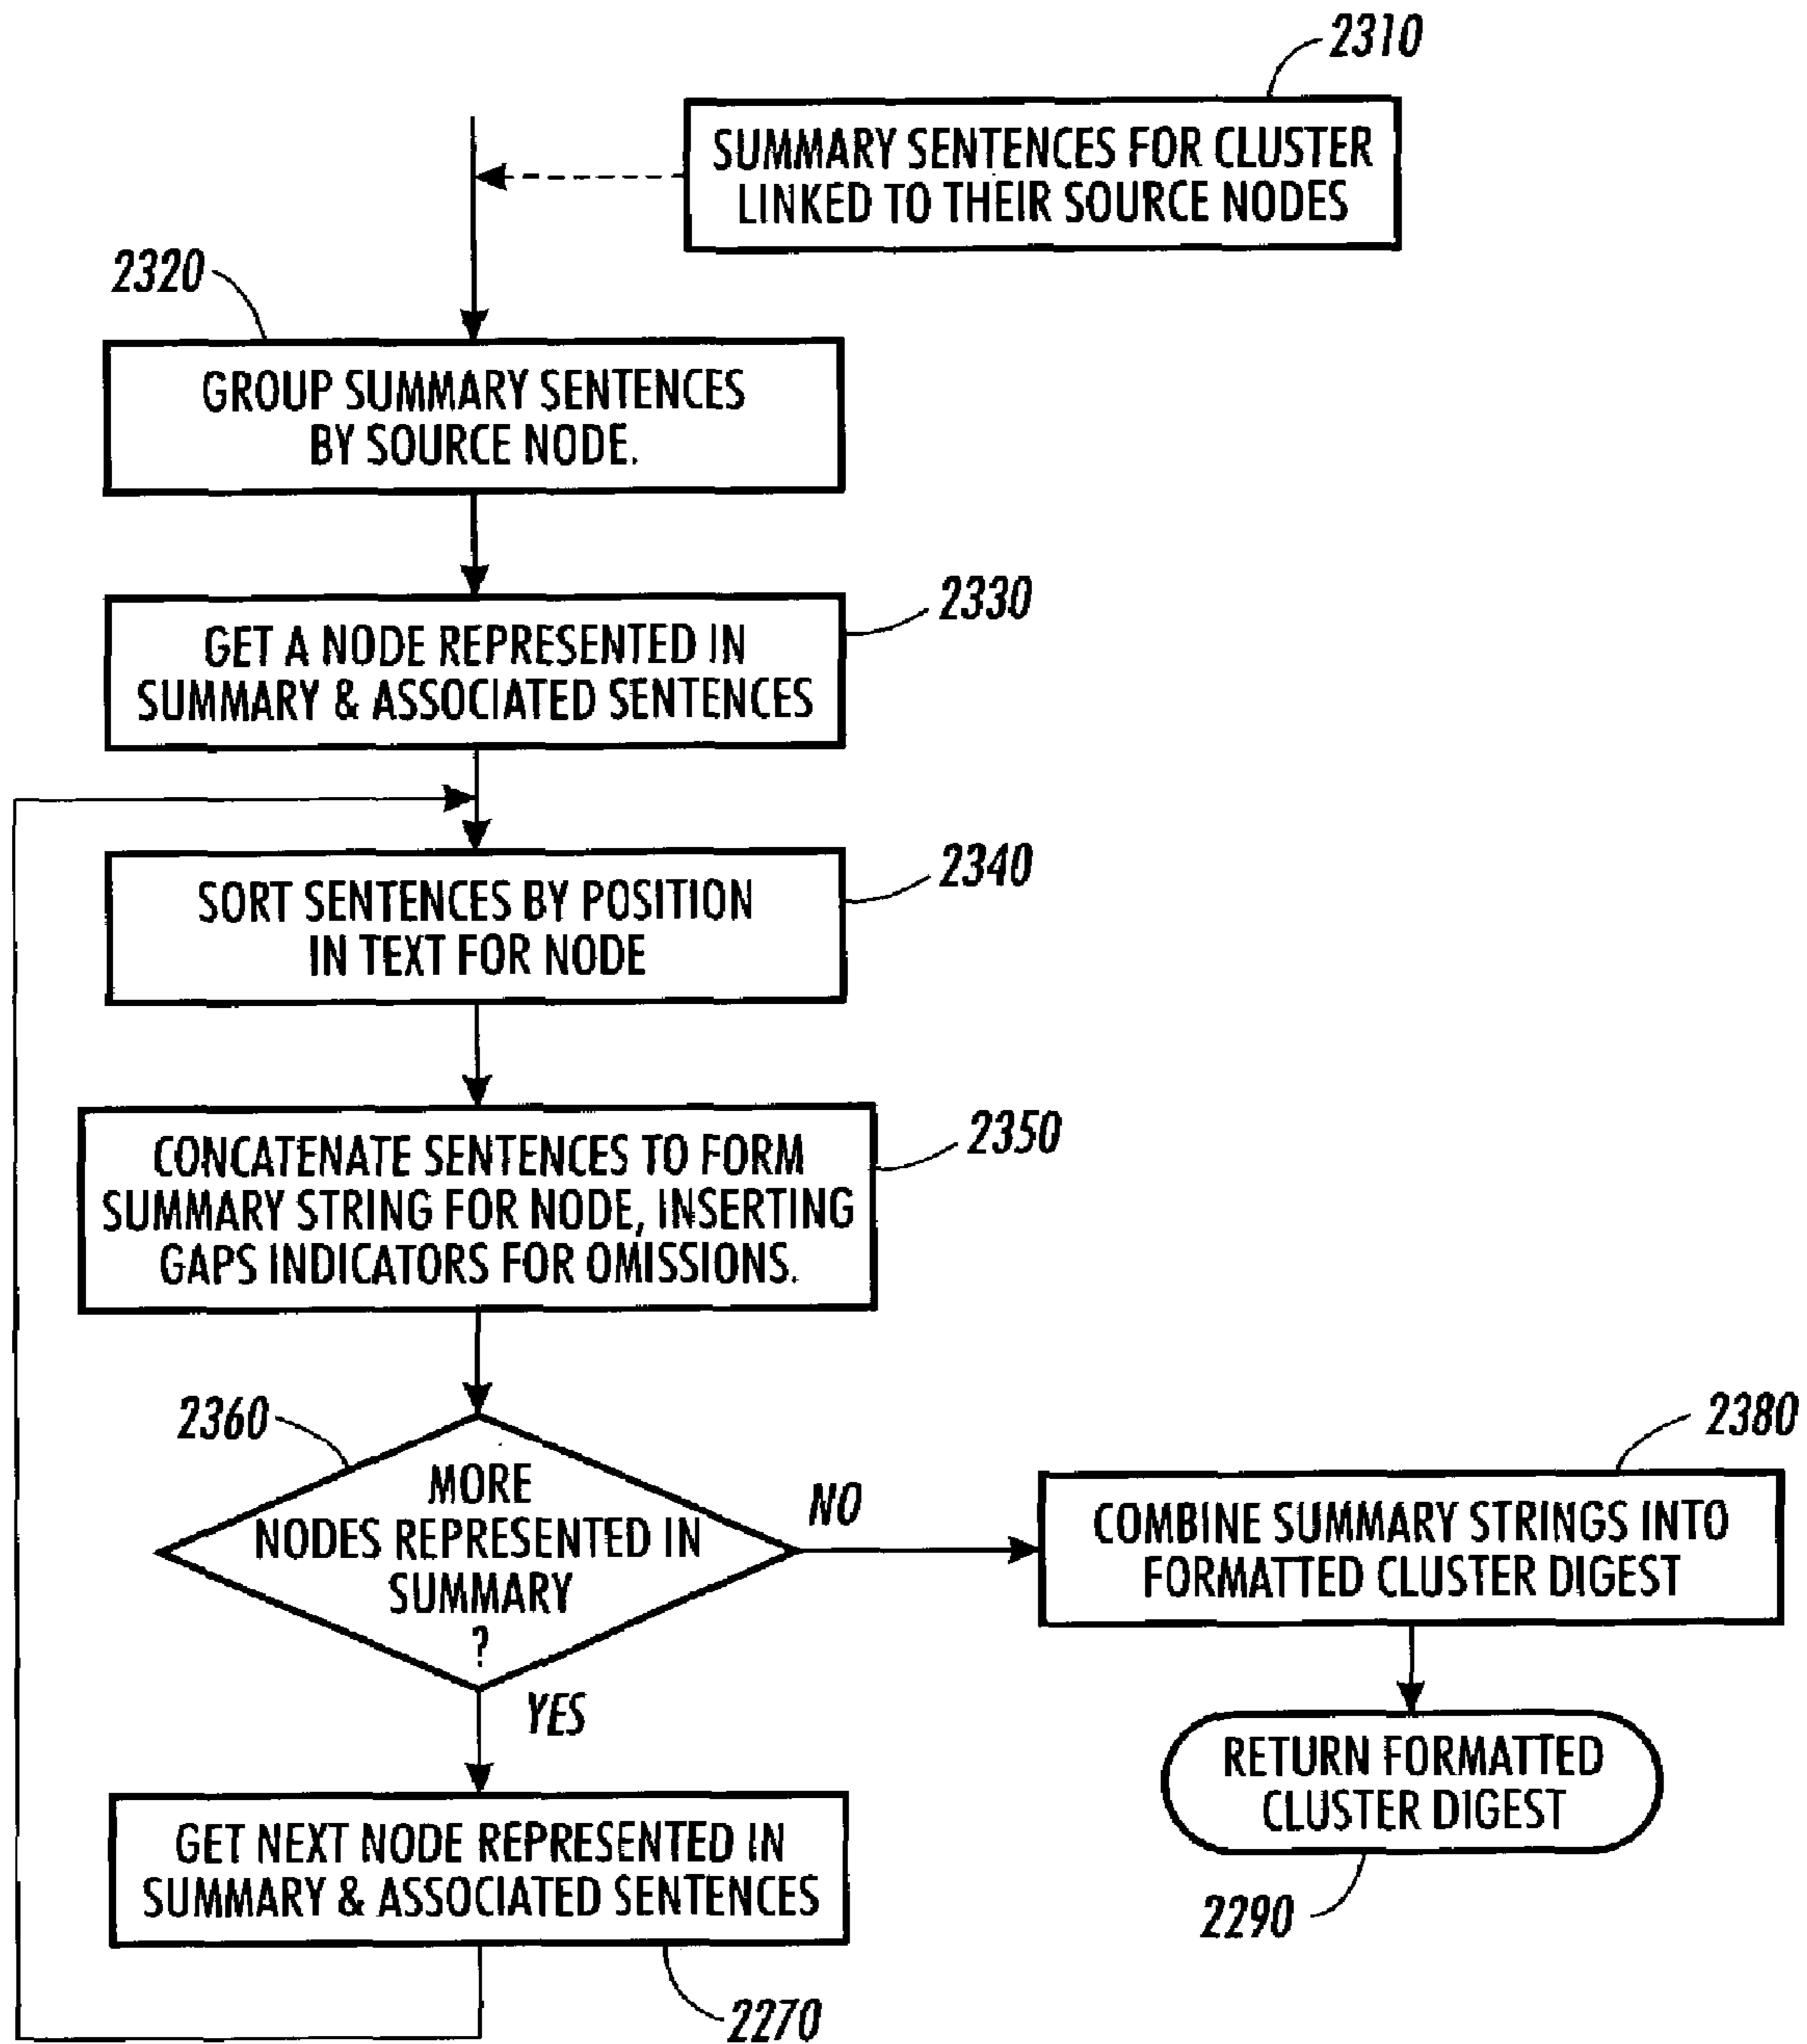 2310
SUMMARY SENTENCES FOR CLUSTER
LINKED TO THEIR SOURCE NODES
2320
GROUP SUMMARY SENTENCES
BY SOURCE NODE.
2330
GET A NODE REPRESENTED IN
SUMMARY & ASSOCIATED SENTENCES
2340
SORT SENTENCES BY POSITION
IN TEXT FOR NODE
2350
CONCATENATE SENTENCES TO FORM
SUMMARY STRING FOR NODE, INSERTING
GAPS INDICATORS FOR OMISSIONS.
2360
MORE
NODES REPRESENTED IN
SUMMARY
?
NO
YES
2380
COMBINE SUMMARY STRINGS INTO
FORMATTED CLUSTER DIGEST
RETURN FORMATTED
CLUSTER DIGEST
2290
GET NEXT NODE REPRESENTED IN
SUMMARY & ASSOCIATED SENTENCES
2270